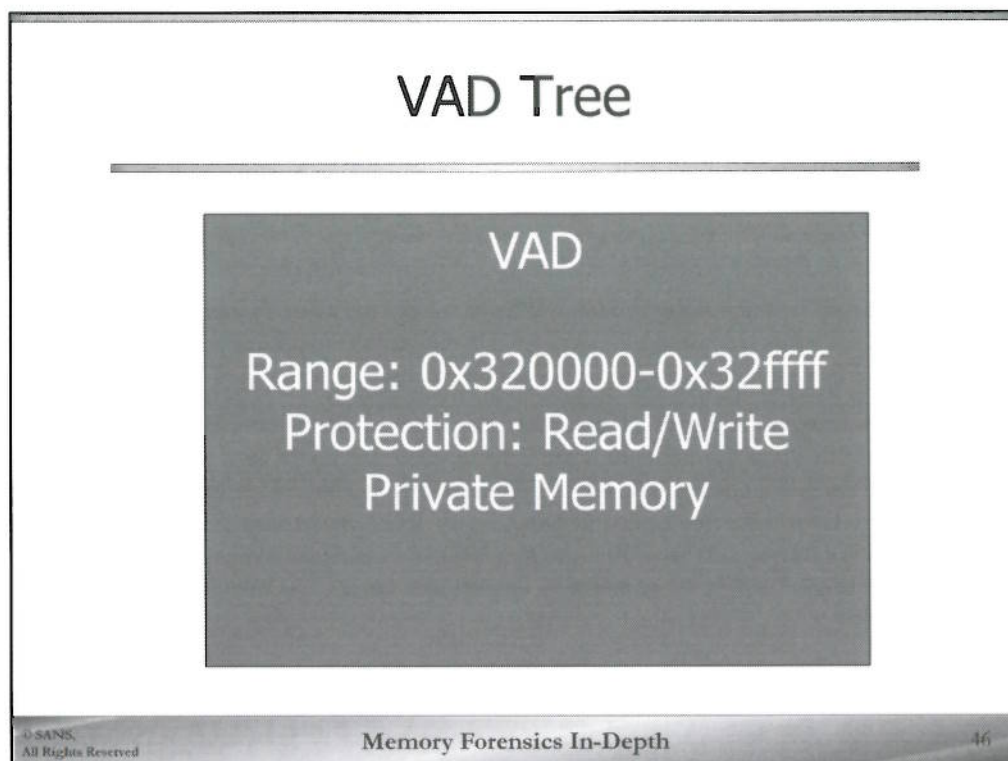 VAD Tree
VAD
Range: 0x320000-0x32ffff
Protection: Read/Write
Private Memory
© SANS,
All Rights Reserved
Memory Forensics In-Depth
46